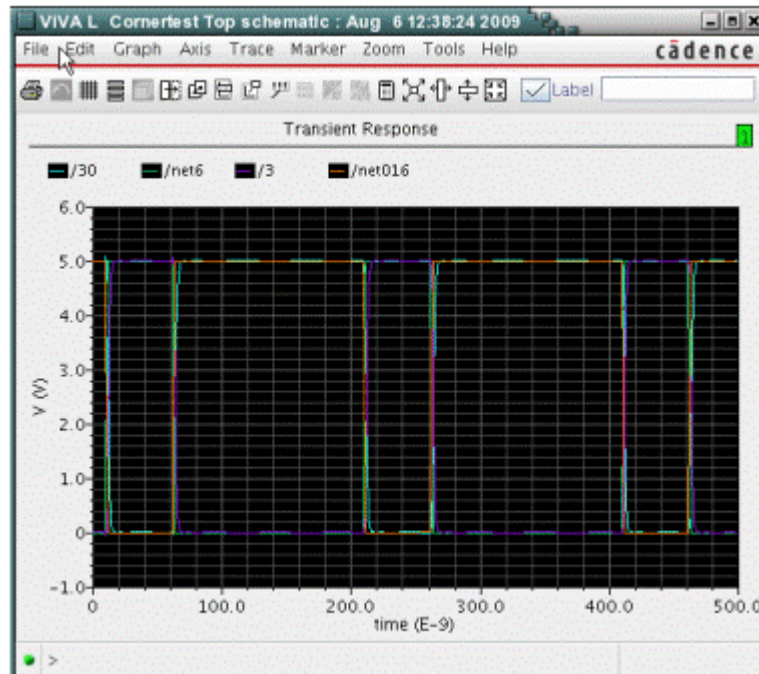 VIVA L Cornertest Top schematic : Aug 6 12:38:24 2009
File Edit Graph Axis Trace Marker Zoom Tools Help cādence
Label
Transient Response
1
/30 /net6 /3 /net016
6.0
5.0
4.0
3.0
2.0
1.0
0
-1.0
V (V)
0 100.0 200.0 300.0 400.0 500.0
time (E-9)
>